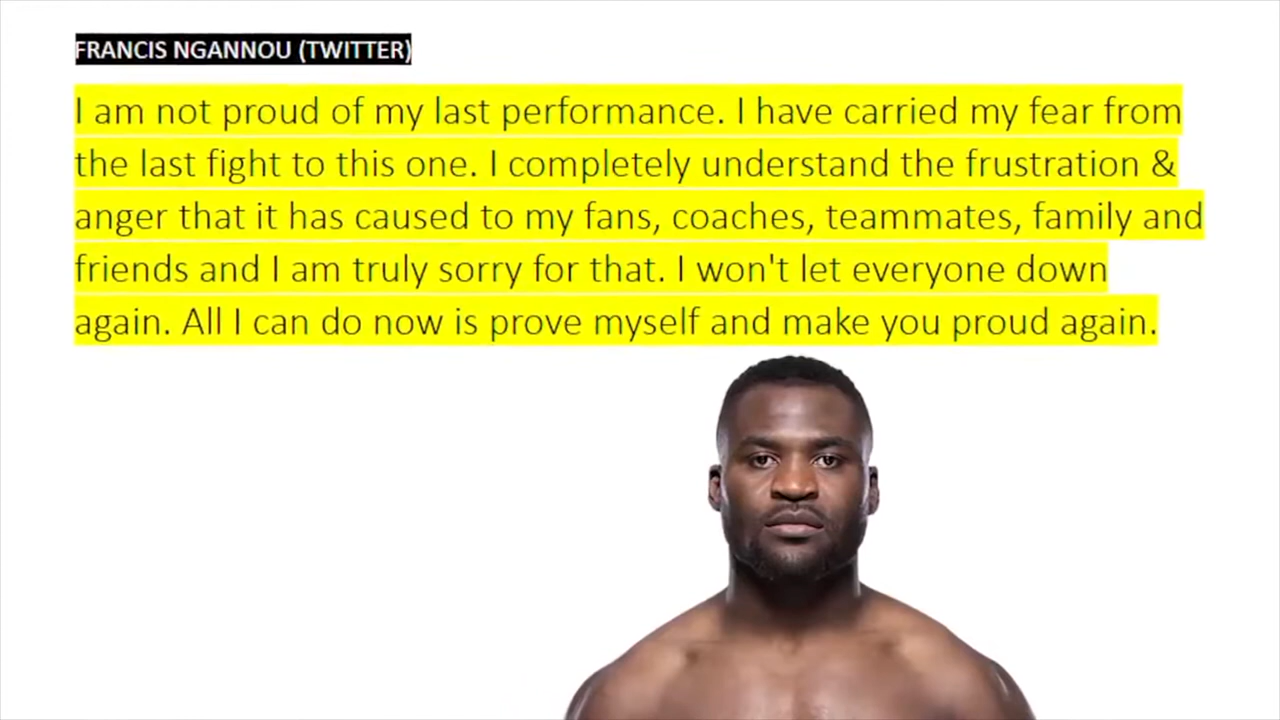 FRANCIS NGANNOU (TWITTER)
I am not proud of my last performance. I have carried my fear from
the last fight to this one. I completely understand the frustration &
anger that it has caused to my fans, coaches, teammates, family and
friends and I am truly sorry for that. I won't let everyone down
again. All I can do now is prove myself and make you proud again.